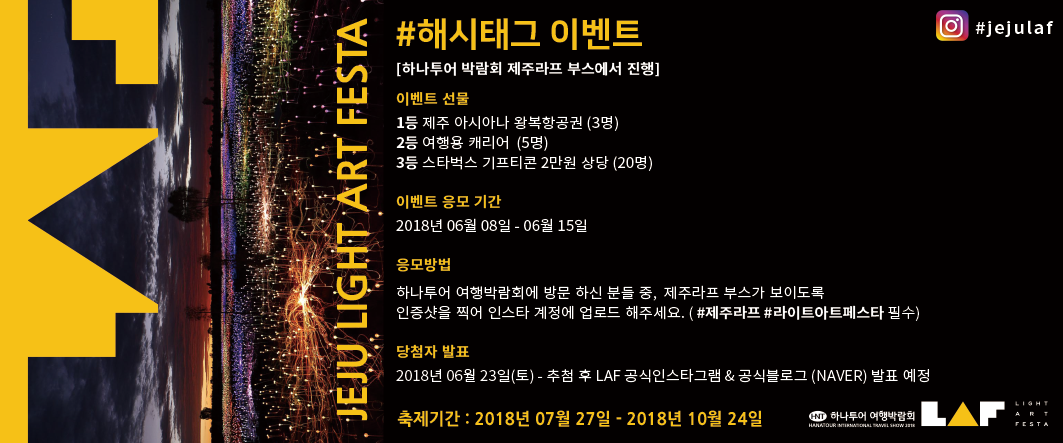 JEJU LIGHT ART FESTA
#해시태그 이벤트
#jejulaf
[하나투어 박람회 제주라프 부스에서 진행]
이벤트 선물
1등 제주 아시아나 왕복항공권 (3명)
2등 여행용 캐리어 (5명)
3등 스타벅스 기프티콘 2만원 상당 (20명)
이벤트 응모 기간
2018년 06월 08일 - 06월 15일
응모방법
하나투어 여행박람회에 방문 하신 분들 중, 제주라프 부스가 보이도록
인증샷을 찍어 인스타 계정에 업로드 해주세요. ( #제주라프 #라이트아트페스타 필수)
당첨자 발표
2018년 06월 23일(토) - 추첨 후 LAF 공식인스타그램 & 공식블로그 (NAVER) 발표 예정
축제기간 : 2018년 07월 27일 - 2018년 10월 24일
HNT 하나투어 여행박람회
HANATOUR INTERNATIONAL TRAVEL SHOW 2018
LAF
LIGHT
ART
FESTA